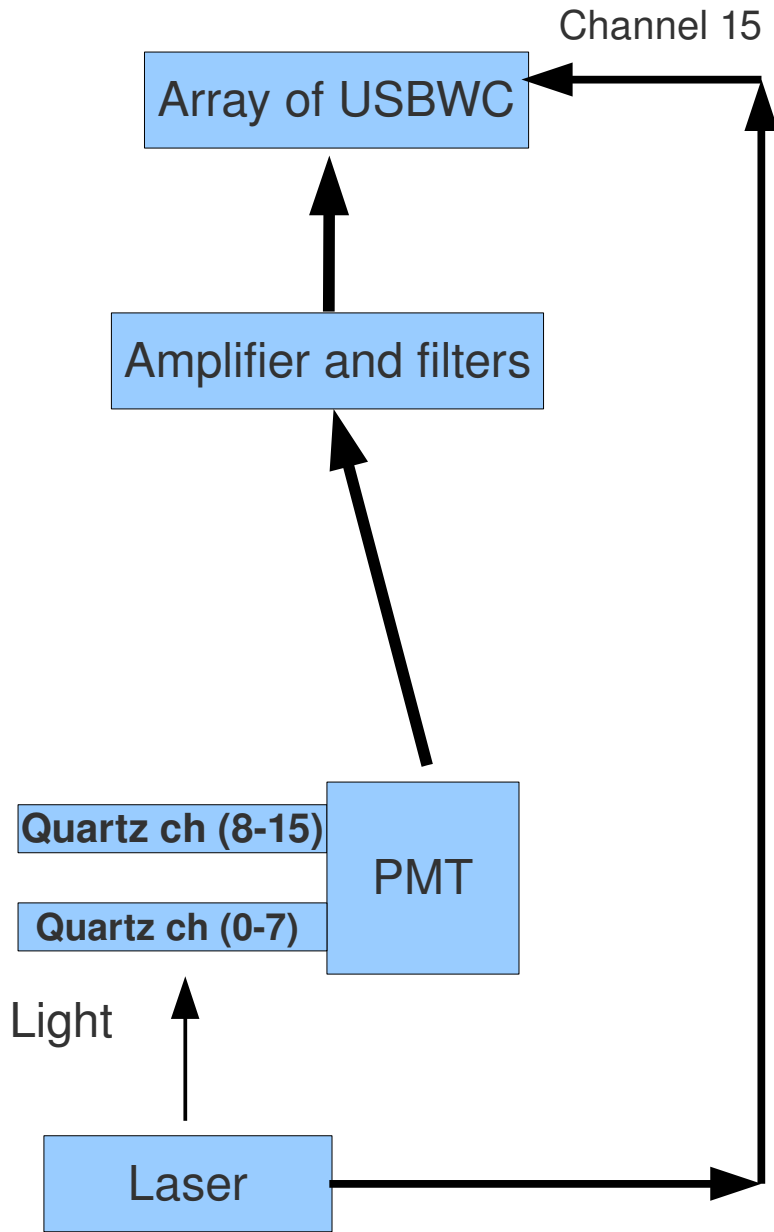 Channel 15
Array of USBWC
Amplifier and filters
Quartz ch (8-15)
PMT
Quartz ch (0-7)
Light
Laser